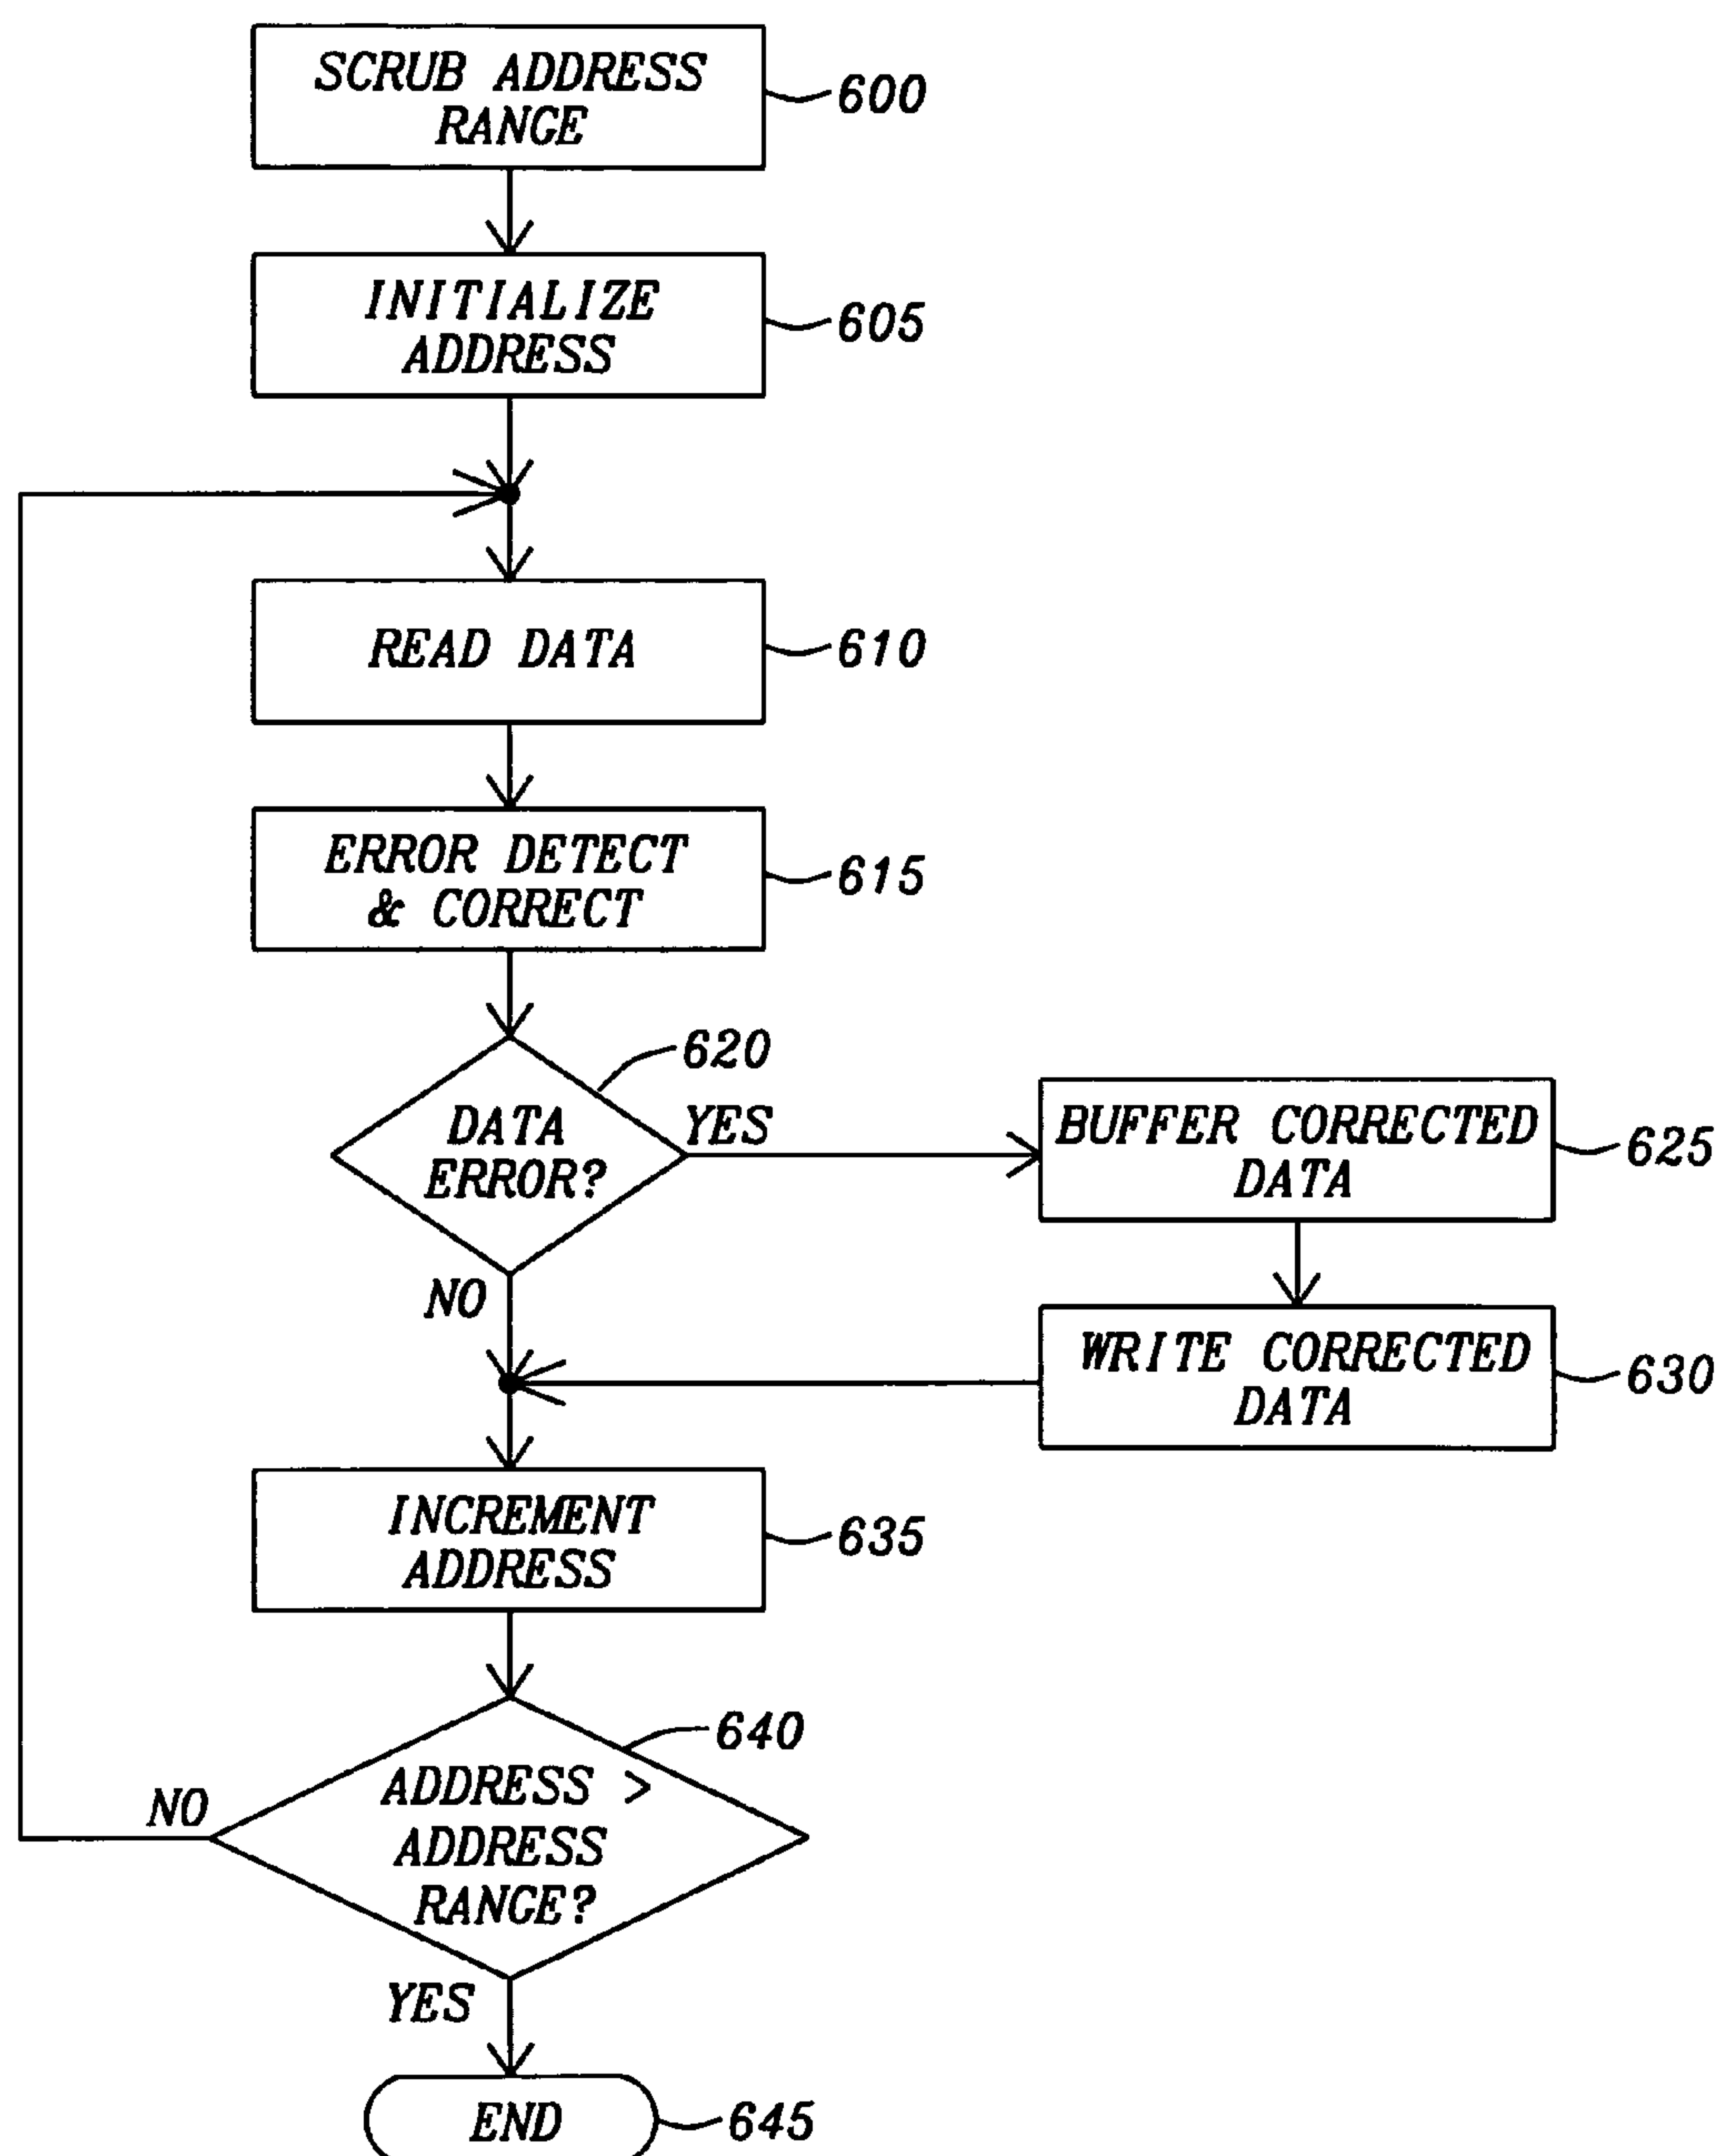 SCRUB ADDRESS
RANGE
600
INITIALIZE
ADDRESS
605
READ DATA
610
ERROR DETECT
& CORRECT
615
620
DATA
ERROR?
YES
NO
BUFFER CORRECTED
DATA
625
WRITE CORRECTED
DATA
630
INCREMENT
ADDRESS
635
640
ADDRESS >
ADDRESS
RANGE?
NO
YES
END
645